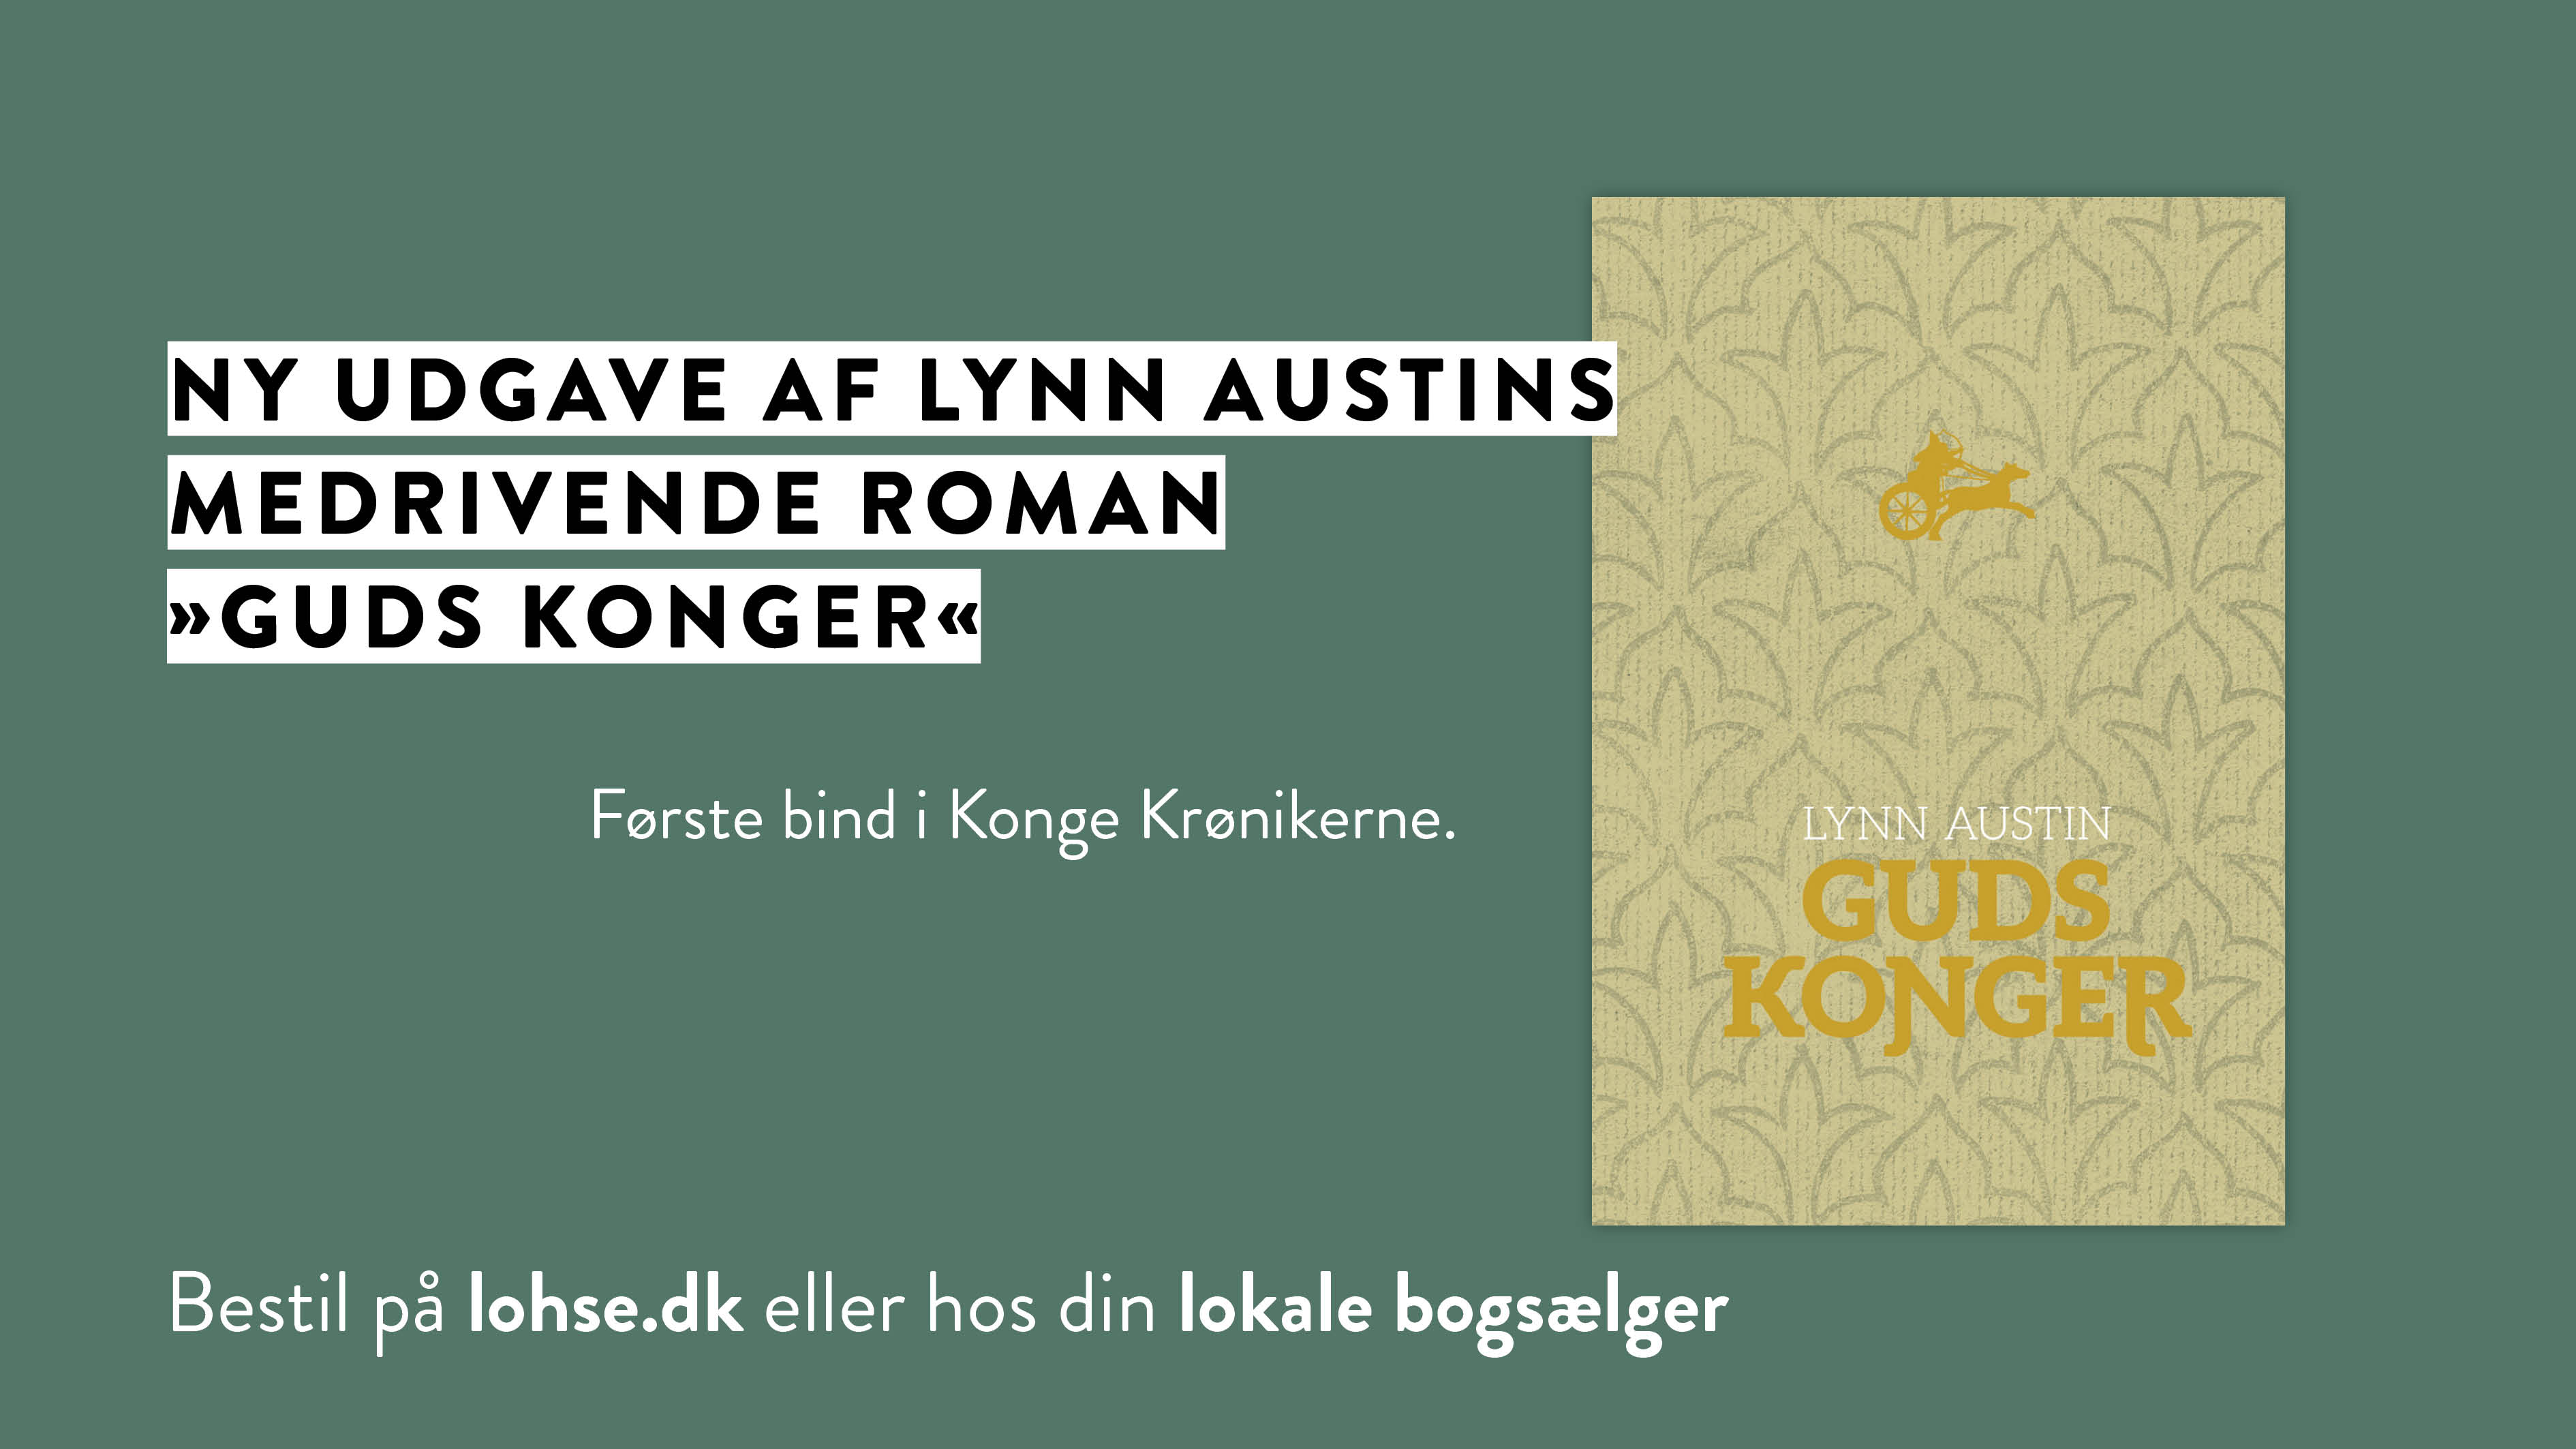 NY UDGAVE AF LYNN AUSTINS
MEDRIVENDE ROMAN
»GUDS KONGER«
Første bind i Konge Krønikerne.
LYNN AUSTIN
GUDS
KONGER
Bestil på lohse.dk eller hos din lokale bogsælger